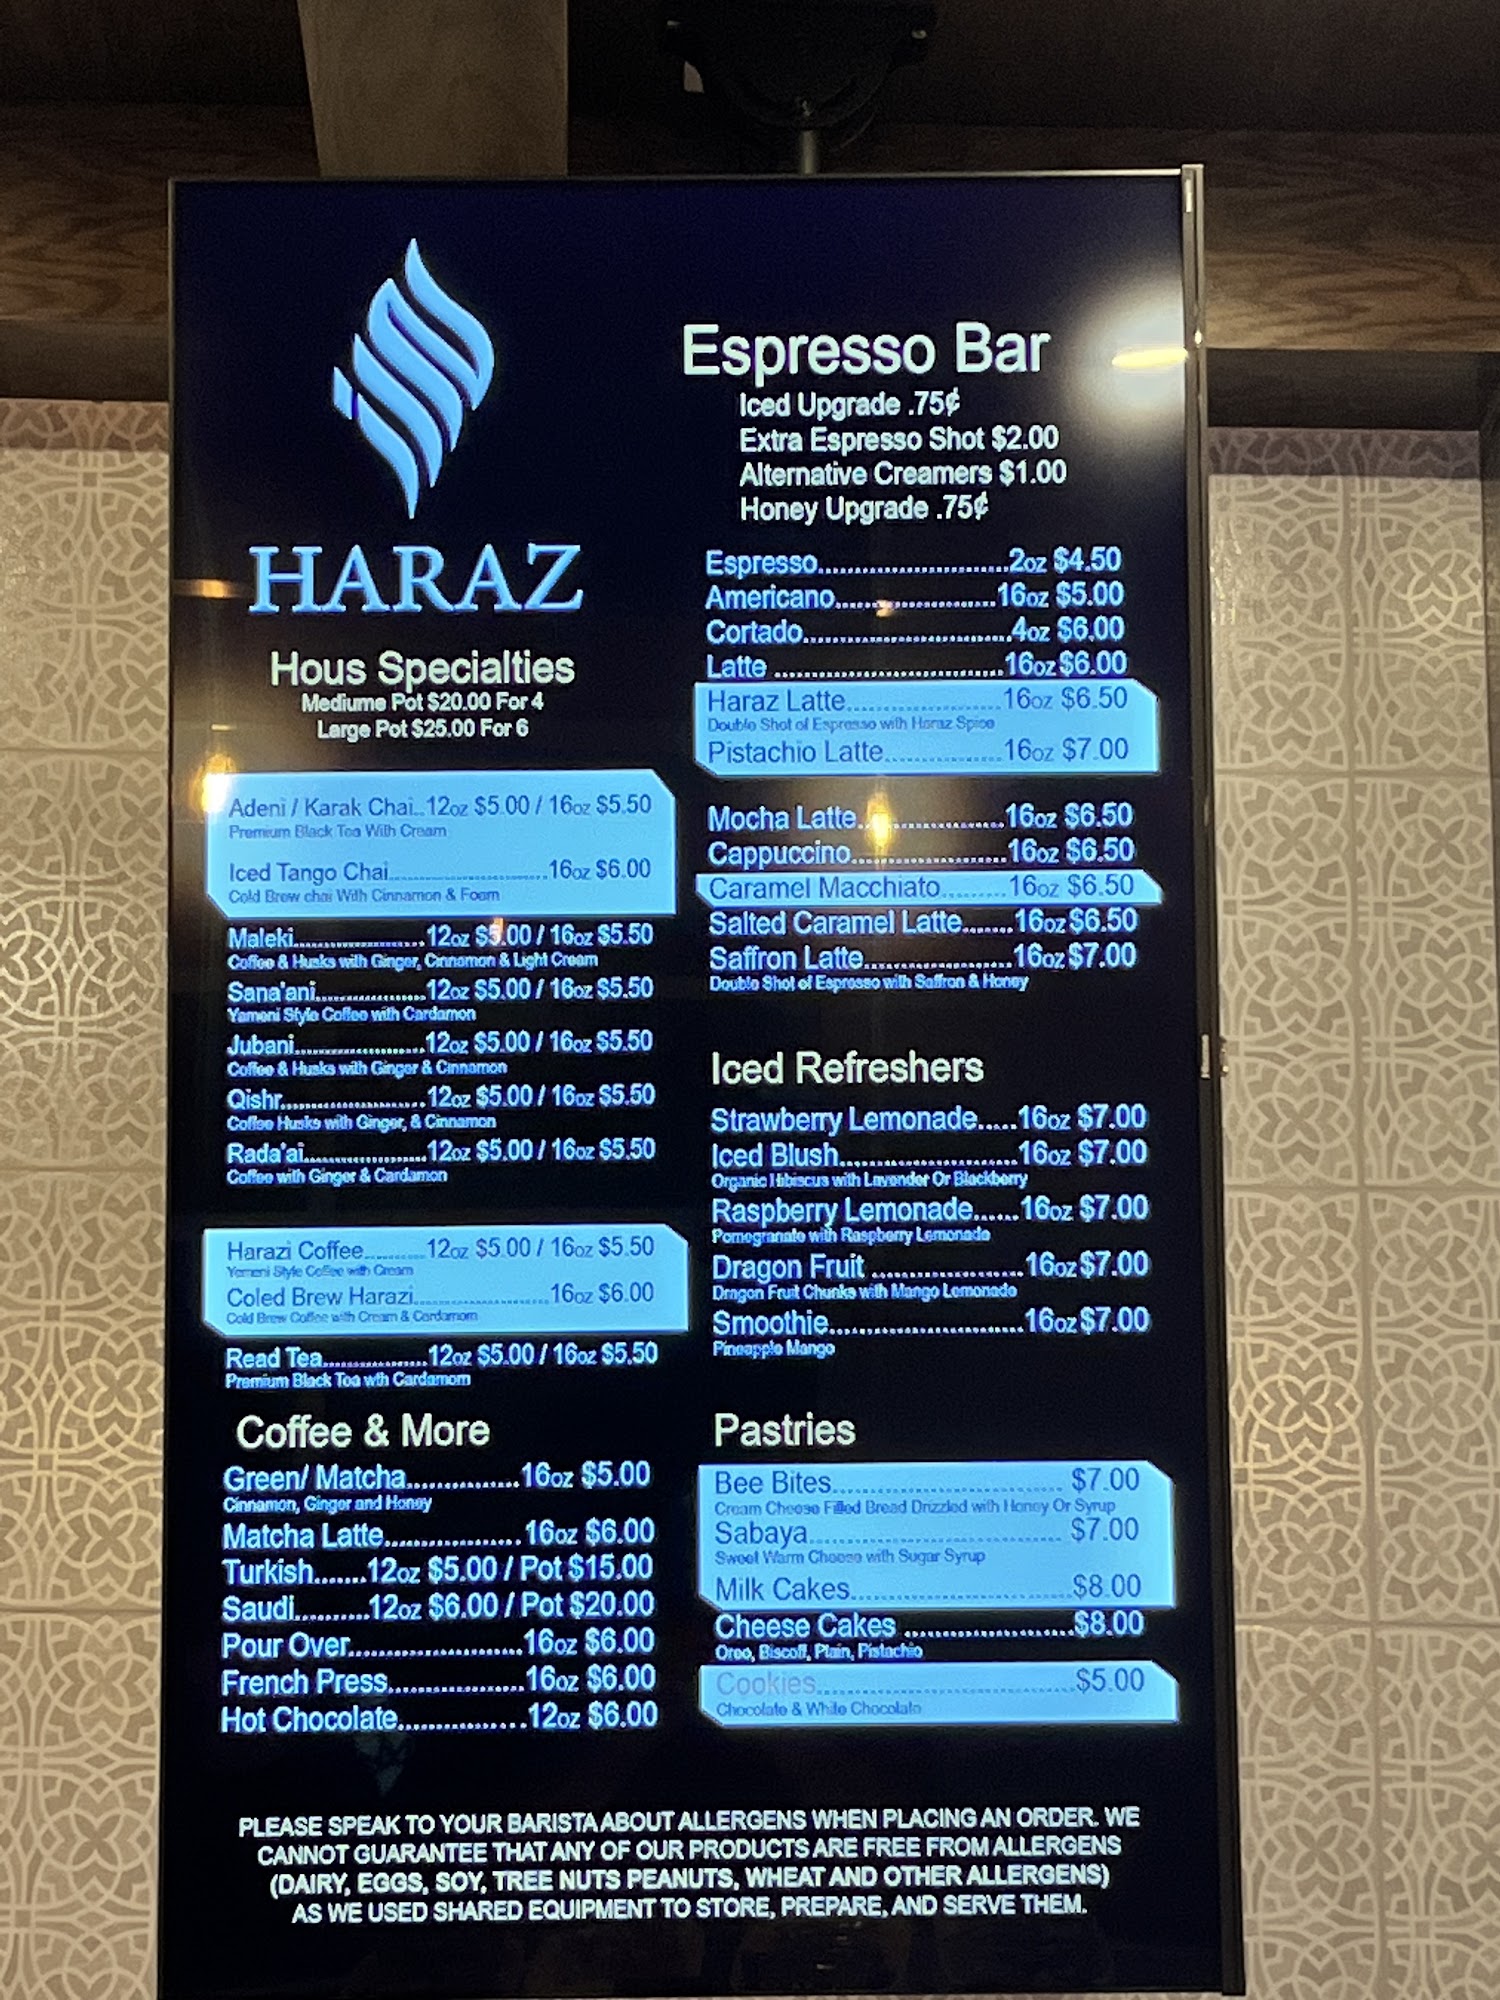 HARAZ
Hous Specialties
Mediume Pot $20.00 For 4
Large Pot $25.00 For 6
Adeni / Karak Chai..12oz $5.00 / 16oz $5.50
Premium Black Tea With Cream
Iced Tango Chai........................16oz $6.00
Cold Brew chai With Cinnamon & Foam
Maleki....................12oz $5.00 / 16oz $5.50
Coffee & Husks with Ginger, Cinnamon & Light Cream
Sana'ani.................12oz $5.00 / 16oz $5.50
Yameni Style Coffee with Cardamon
Jubani....................12oz $5.00 / 16oz $5.50
Coffee & Husks with Ginger & Cinnamon
Qishr......................12oz $5.00 / 16oz $5.50
Coffee Husks with Ginger, & Cinnamon
Rada'ai...................12oz $5.00 / 16oz $5.50
Coffee with Ginger & Cardamon
Harazi Coffee..........12oz $5.00 / 16oz $5.50
Yemeni Style Coffee with Cream
Coled Brew Harazi.....................16oz $6.00
Cold Brew Coffee with Cream & Cardamom
Read Tea................12oz $5.00 / 16oz $5.50
Premium Black Tea wth Cardamom
Coffee & More
Green/ Matcha...............16oz $5.00
Cinnamon, Ginger and Honey
Matcha Latte..................16oz $6.00
Turkish.......12oz $5.00 / Pot $15.00
Saudi..........12oz $6.00 / Pot $20.00
Pour Over.......................16oz $6.00
French Press..................16oz $6.00
Hot Chocolate................12oz $6.00
Espresso Bar
Iced Upgrade .75¢
Extra Espresso Shot $2.00
Alternative Creamers $1.00
Honey Upgrade .75¢
Espresso..........................2oz $4.50
Americano......................16oz $5.00
Cortado............................4oz $6.00
Latte ...............................16oz $6.00
Haraz Latte.....................16oz $6.50
Double Shot of Espresso with Haraz Spice
Pistachio Latte................16oz $7.00
Mocha Latte....................16oz $6.50
Cappuccino.....................16oz $6.50
Caramel Macchiato.........16oz $6.50
Salted Caramel Latte.......16oz $6.50
Saffron Latte....................16oz $7.00
Double Shot of Espresso with Saffron & Honey
Iced Refreshers
Strawberry Lemonade.....16oz $7.00
Iced Blush........................16oz $7.00
Organic Hibiscus with Lavender Or Blackberry
Raspberry Lemonade......16oz $7.00
Pomegranate with Raspberry Lemonade
Dragon Fruit ....................16oz $7.00
Dragon Fruit Chunks with Mango Lemonade
Smoothie..........................16oz $7.00
Pineapple Mango
Pastries
Bee Bites............................... $7.00
Cream Cheese Filled Bread Drizzled with Honey Or Syrup
Sabaya.................................. $7.00
Sweet Warm Cheese with Sugar Syrup
Milk Cakes..............................$8.00
Cheese Cakes .......................$8.00
Oreo, Biscoff, Plain, Pistachio
Cookies..................................$5.00
Chocolate & White Chocolate
PLEASE SPEAK TO YOUR BARISTA ABOUT ALLERGENS WHEN PLACING AN ORDER. WE
CANNOT GUARANTEE THAT ANY OF OUR PRODUCTS ARE FREE FROM ALLERGENS
(DAIRY, EGGS, SOY, TREE NUTS PEANUTS, WHEAT AND OTHER ALLERGENS)
AS WE USED SHARED EQUIPMENT TO STORE, PREPARE, AND SERVE THEM.